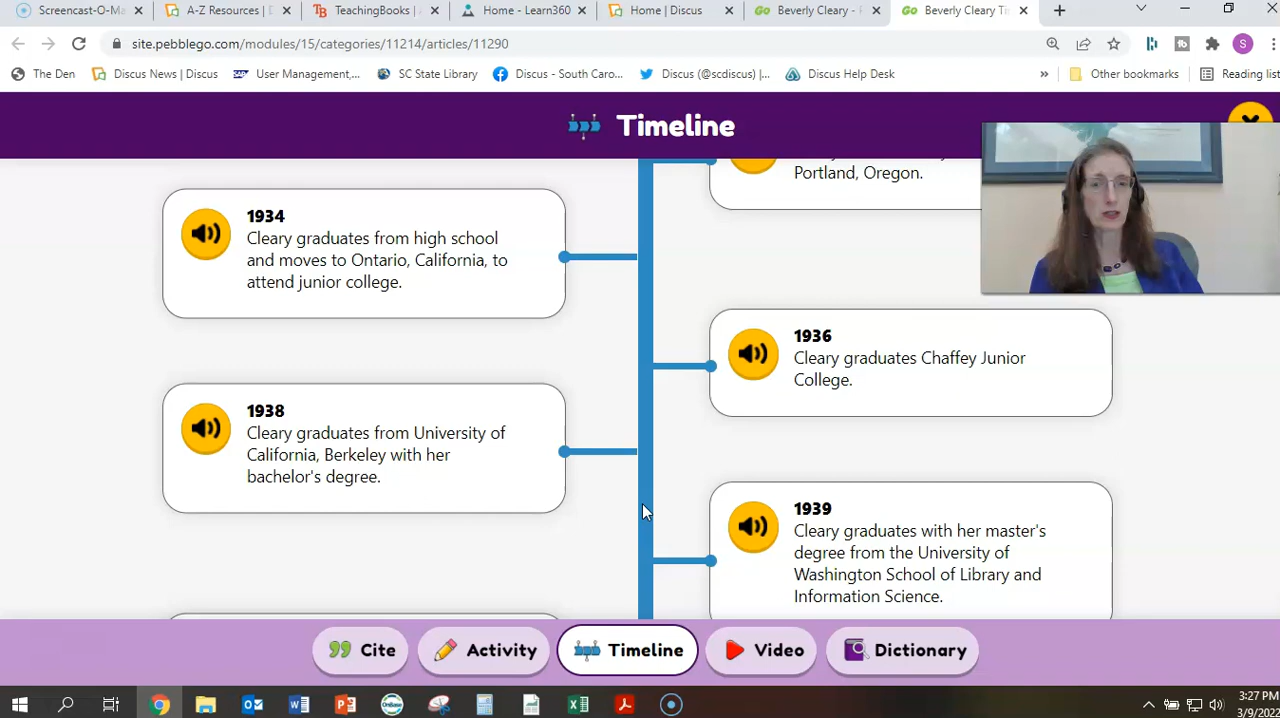 Screencast-O-Ma
A-Z Resources | D
TeachingBooks |
Home - Learn360
Home | Discus
Beverly Cleary -
Beverly Cleary Ti
site.pebblego.com/modules/15/categories/11214/articles/11290
S
The Den
Discus News | Discus
User Management,...
SC State Library
Discus - South Caro...
Discus (@scdiscus) |...
Discus Help Desk
»
Other bookmarks
Reading list
Timeline
Portland, Oregon.
1934
Cleary graduates from high school
and moves to Ontario, California, to
attend junior college.
1936
Cleary graduates Chaffey Junior
College.
1938
Cleary graduates from University of
California, Berkeley with her
bachelor's degree.
1939
Cleary graduates with her master's
degree from the University of
Washington School of Library and
Information Science.
Cite
Activity
Timeline
Video
Dictionary
3:27 PM
3/9/2022